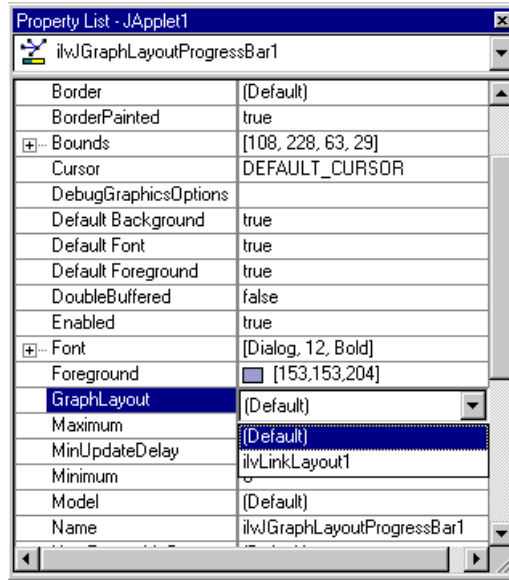 Property List - JApplet1
ilvJGraphLayoutProgressBar1
Border (Default)
BorderPainted true
Bounds [108, 228, 63, 29]
Cursor DEFAULT_CURSOR
DebugGraphicsOptions
Default Background true
Default Font true
Default Foreground true
DoubleBuffered false
Enabled true
Font [Dialog, 12, Bold]
Foreground [153,153,204]
GraphLayout (Default)
Maximum (Default)
MinUpdateDelay ilvLinkLayout1
Minimum
Model (Default)
Name ilvJGraphLayoutProgressBar1